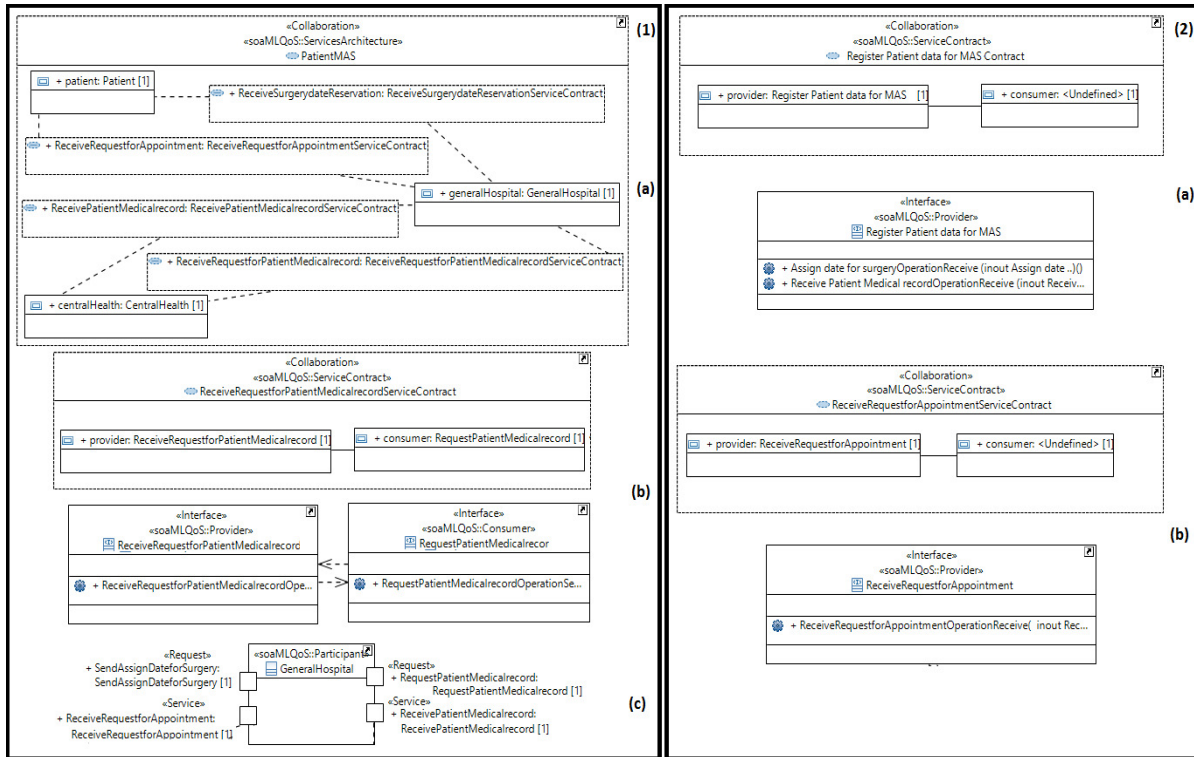 (1)
«Collaboration»
«soaMLQoS::ServicesArchitecture»
PatientMAS
+ patient: Patient [1]
+ ReceiveSurgerydateReservation: ReceiveSurgerydateReservationServiceContract
+ ReceiveRequestforAppointment: ReceiveRequestforAppointmentServiceContract
+ generalHospital: GeneralHospital [1]
(a)
+ ReceivePatientMedicalrecord: ReceivePatientMedicalrecordServiceContract
+ ReceiveRequestforPatientMedicalrecord: ReceiveRequestforPatientMedicalrecordServiceContract
+ centralHealth: CentralHealth [1]
«Collaboration»
«soaMLQoS::ServiceContract»
ReceiveRequestforPatientMedicalrecordServiceContract
+ provider: ReceiveRequestforPatientMedicalrecord [1]
+ consumer: RequestPatientMedicalrecord [1]
(b)
«Interface»
«soaMLQoS::Provider»
ReceiveRequestforPatientMedicalrecord
+ ReceiveRequestforPatientMedicalrecordOpe...
«Interface»
«soaMLQoS::Consumer»
RequestPatientMedicalrecor
+ RequestPatientMedicalrecordOperationSe...
«soaMLQoS::Participant»
GeneralHospital
«Request»
+ SendAssignDateforSurgery:
SendAssignDateforSurgery [1]
«Service»
+ ReceiveRequestforAppointment:
ReceiveRequestforAppointment [1]
«Request»
+ RequestPatientMedicalrecord:
RequestPatientMedicalrecord [1]
«Service»
+ ReceivePatientMedicalrecord:
ReceivePatientMedicalrecord [1]
(c)
(2)
«Collaboration»
«soaMLQoS::ServiceContract»
Register Patient data for MAS Contract
+ provider: Register Patient data for MAS [1]
+ consumer: <Undefined> [1]
(a)
«Interface»
«soaMLQoS::Provider»
Register Patient data for MAS
+ Assign date for surgeryOperationReceive (inout Assign date ..)()
+ Receive Patient Medical recordOperationReceive (inout Receiv...
«Collaboration»
«soaMLQoS::ServiceContract»
ReceiveRequestforAppointmentServiceContract
+ provider: ReceiveRequestforAppointment [1]
+ consumer: <Undefined> [1]
(b)
«Interface»
«soaMLQoS::Provider»
ReceiveRequestforAppointment
+ ReceiveRequestforAppointmentOperationReceive( inout Rec...